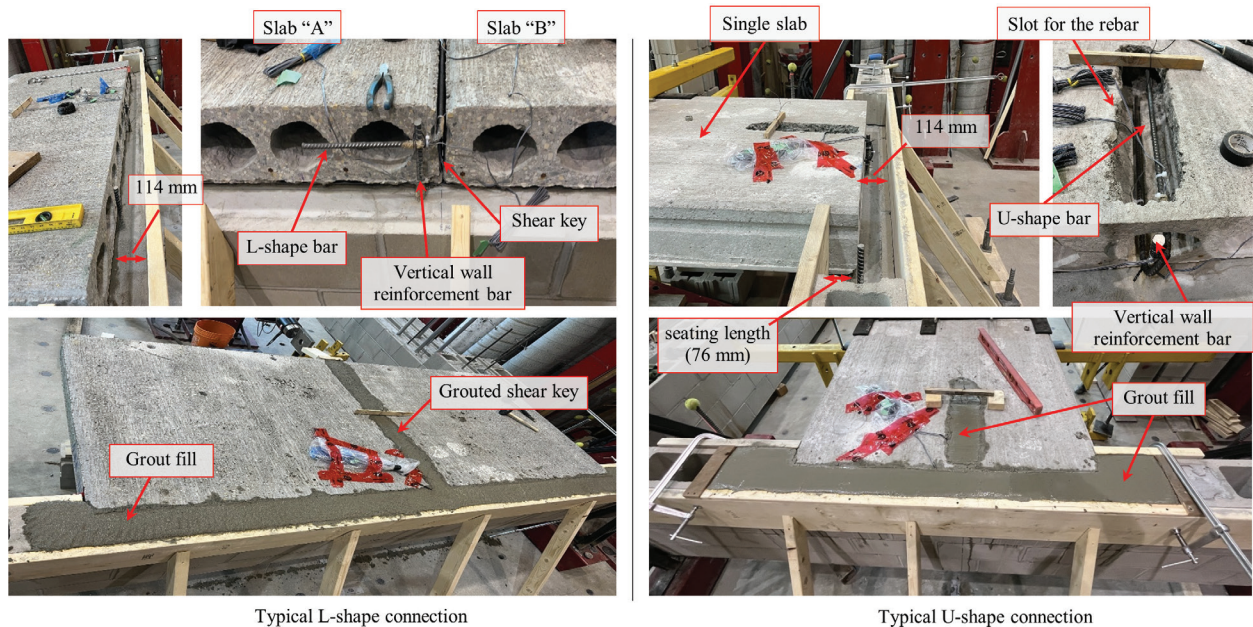 Slab “A”
Slab “B”
114 mm
L-shape bar
Shear key
Vertical wall
reinforcement bar
Grouted shear key
Grout fill
Typical L-shape connection
Single slab
Slot for the rebar
114 mm
U-shape bar
seating length
(76 mm)
Vertical wall
reinforcement bar
Grout fill
Typical U-shape connection